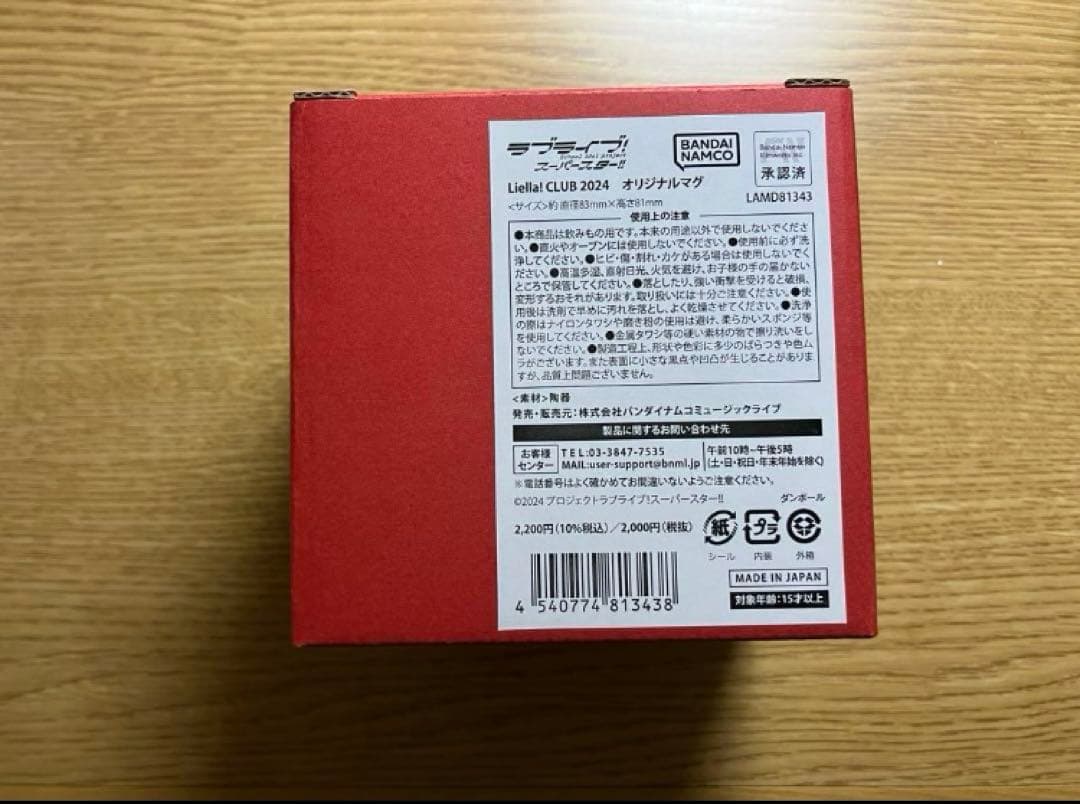 ラブライブ!
School idol project
スーパースター!!
BANDAI
NAMCO
Bandai Namco
承認済
Liella! CLUB 2024 オリジナルマグ
LAMD81343
<サイズ>約 直径83mm×高さ81mm
使用上の注意
●本商品は飲みもの用です。本来の用途以外で使用しないでくださ
い。●直火やオーブンには使用しないでください。●使用前に必ず洗
浄してください。●ヒビ・傷・割れ・カケがある場合は使用しないでく
ださい。●高温多湿、直射日光、火気を避け、お子様の手の届かない
ところで保管してください。●落としたり、強い衝撃を受けると破損、
変形するおそれがあります。取り扱いには十分ご注意ください。●使
用後は洗剤で早めに汚れを落とし、よく乾燥させてください。●洗浄
の際はナイロンタワシや磨き粉の使用は避け、柔らかいスポンジ等
を使用してください。●金属タワシ等の硬い素材の物で擦り洗いをし
ないでください。●製造工程上、形状や色彩に多少のばらつきや色ム
ラがございます。また表面に小さな黒点や凹凸が生じることがありま
すが、品質上問題ございません。
<素材>陶器
発売・販売元:株式会社バンダイナムコミュージックライブ
製品に関するお問い合わせ先
お客様
センター
TEL:03-3847-7535
MAIL:user-support@bnml.jp
午前10時~午後5時
(土・日・祝日・年末年始を除く)
※電話番号はよく確かめてお間違いないようご注意ください。
©2024 プロジェクトラブライブ!スーパースター!!
ダンボール
2,200円(10%税込)/2,000円(税抜)
紙
プラ
シール
内装
外箱
MADE IN JAPAN
対象年齢:15才以上
4 540774 813438